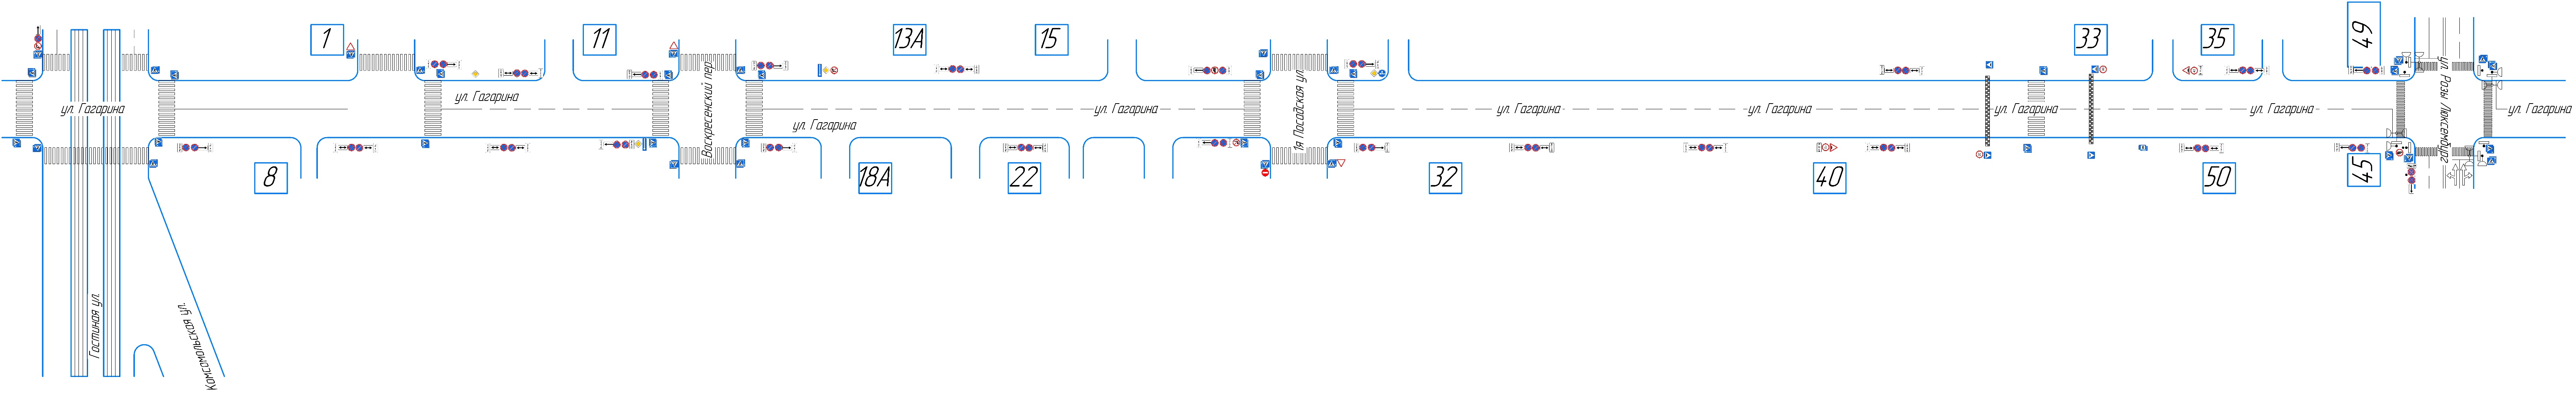 1
11
13А
15
33
35
49
ул. Гагарина
ул. Гагарина
ул. Гагарина
ул. Гагарина
ул. Гагарина
ул. Гагарина
ул. Гагарина
ул. Гагарина
ул. Гагарина
Воскресенский пер.
1я Посадская ул.
ул. Розы Люксембург
8
18А
22
32
40
50
45
Гостиная ул.
Комсомольская ул.